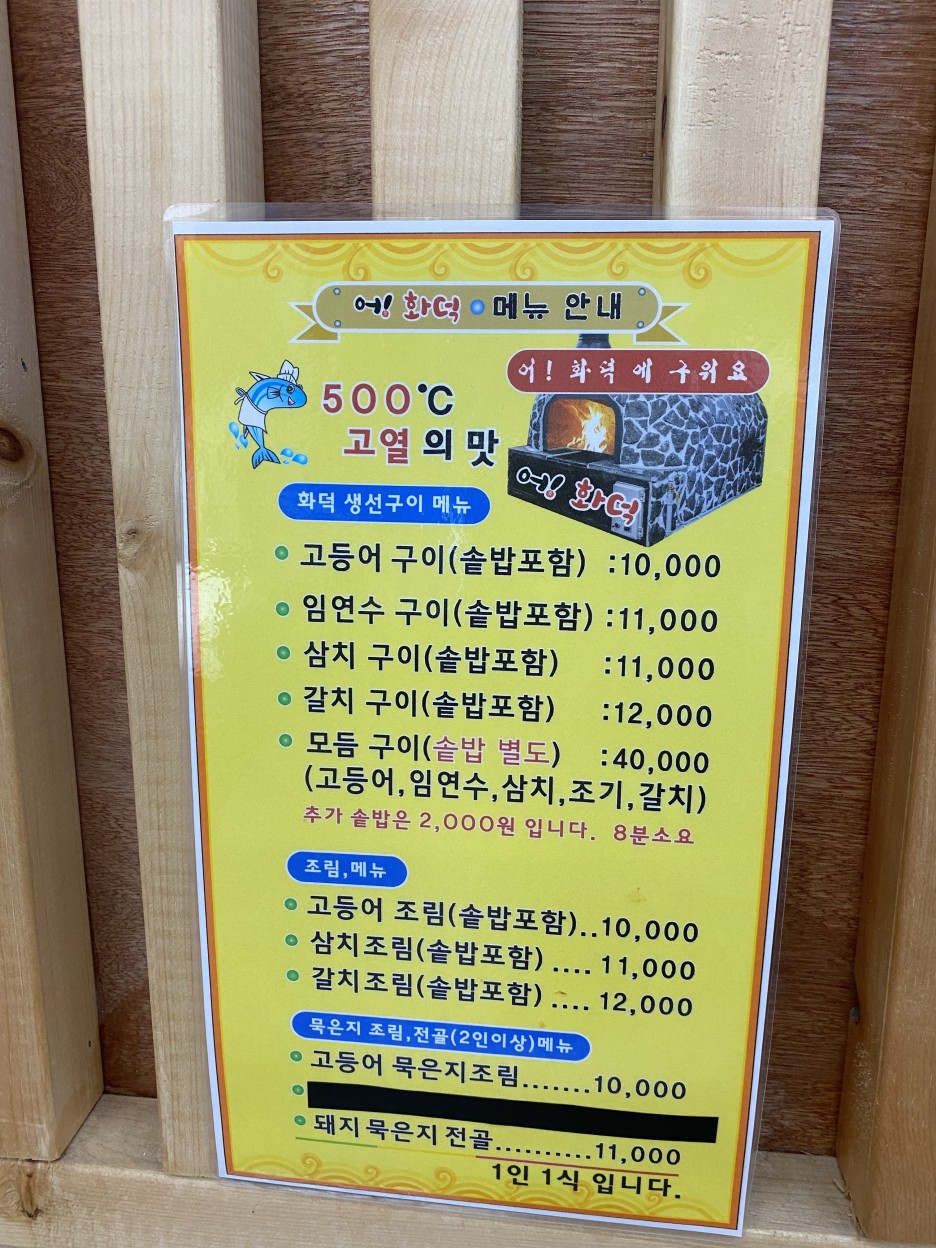 어! 화덕 메뉴 안내
어! 화덕에 구워요
500℃
고열의 맛
어! 화덕
화덕 생선구이 메뉴
고등어 구이(솥밥포함) :10,000
임연수 구이(솥밥포함) :11,000
삼치 구이(솥밥포함) :11,000
갈치 구이(솥밥포함) :12,000
모듬 구이(솥밥 별도) :40,000
(고등어,임연수,삼치,조기,갈치)
추가 솥밥은 2,000원 입니다. 8분소요
조림,메뉴
고등어 조림(솥밥포함)..10,000
삼치조림(솥밥포함) .... 11,000
갈치조림(솥밥포함) .... 12,000
묵은지 조림,전골(2인이상)메뉴
고등어 묵은지조림.......10,000
돼지묵은지전골..........11,000
1인 1식 입니다.